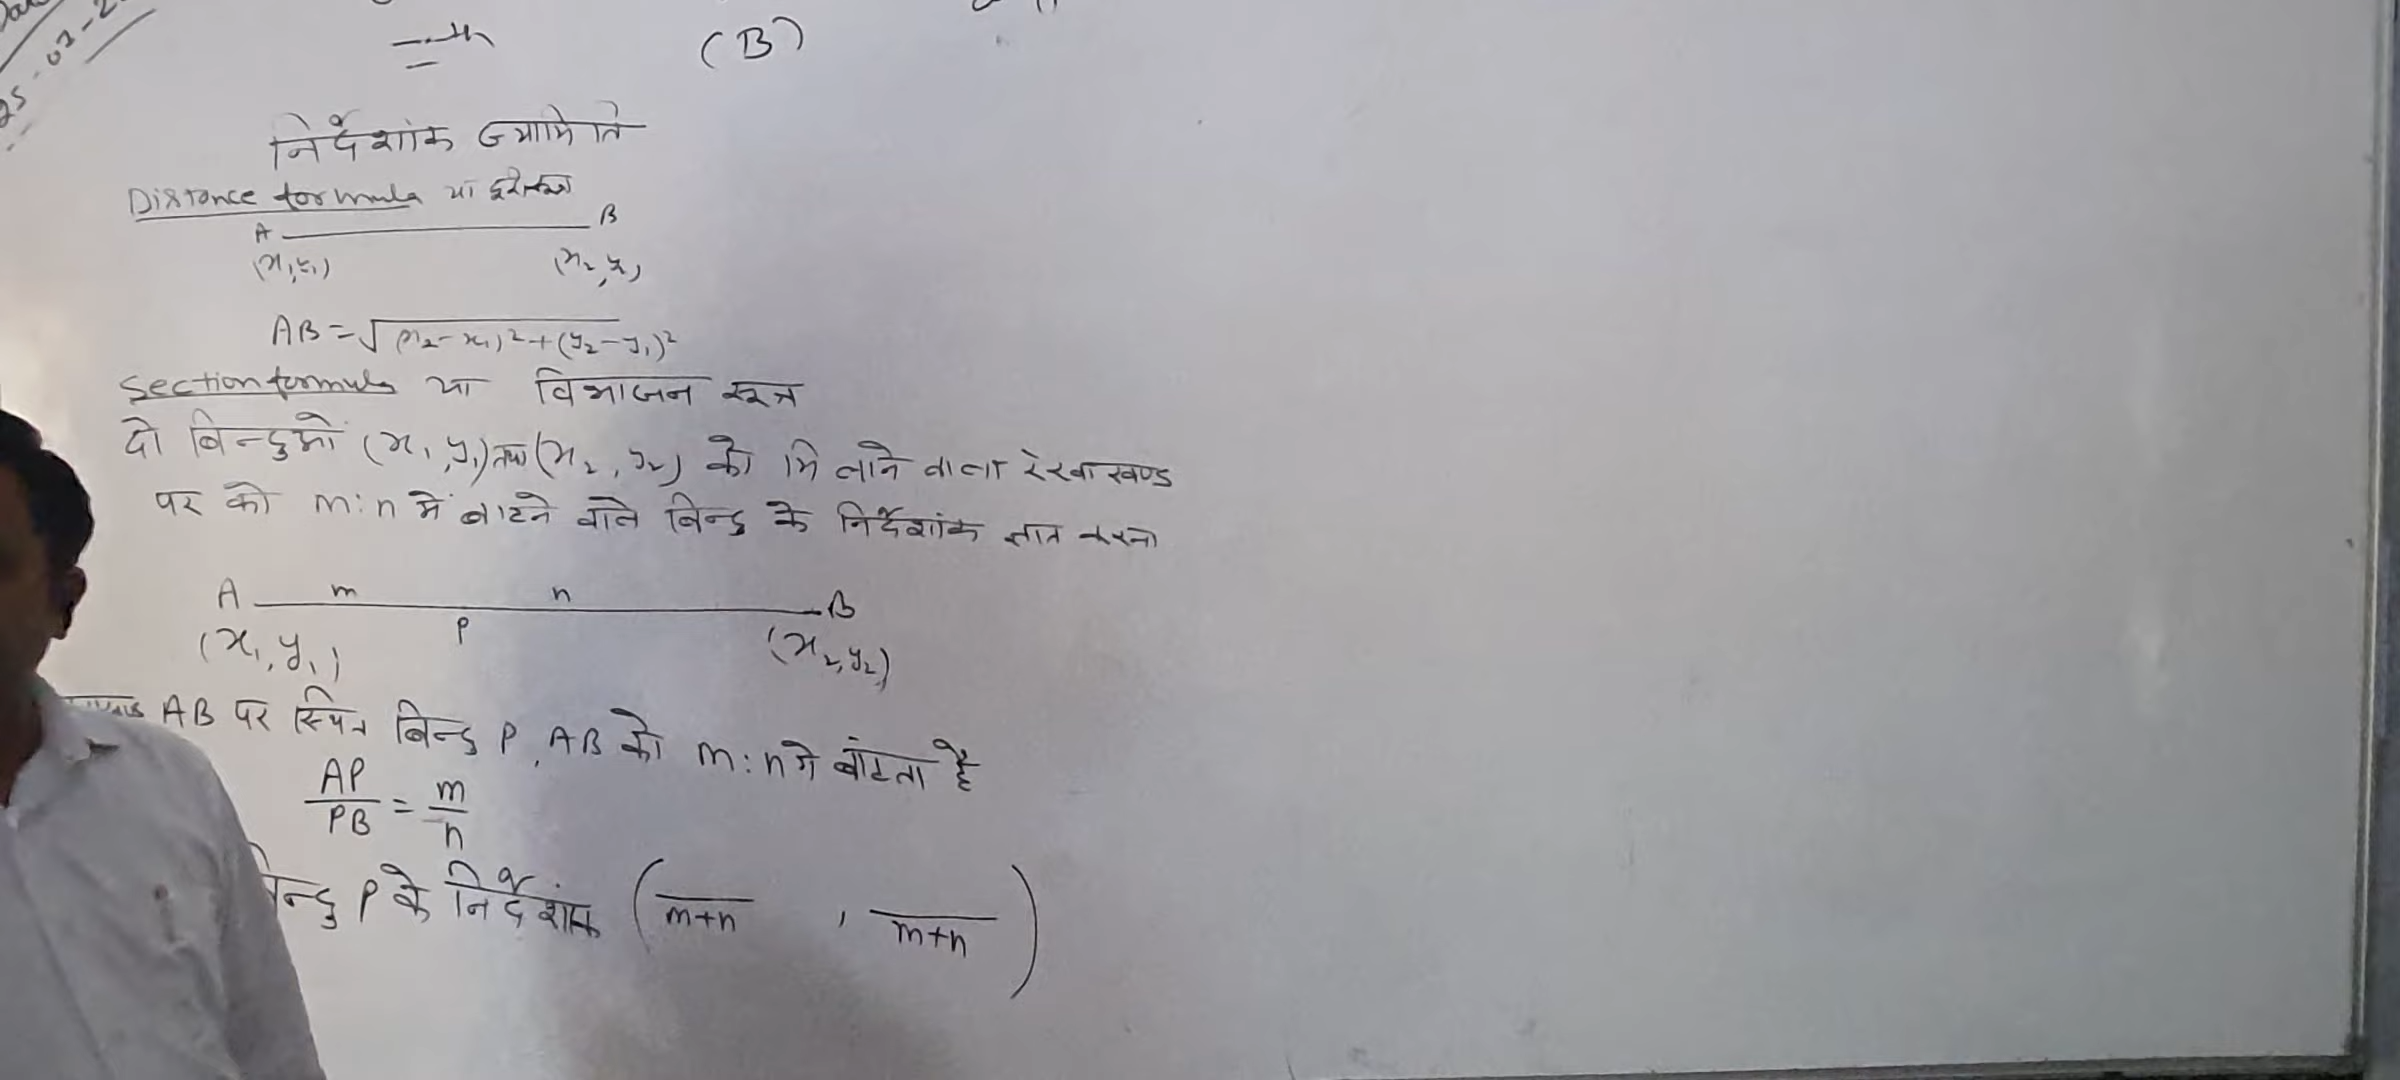 (B)
निर्देशांक ज्यामिति
Distance formula या
A B
(x₁,y₁) (x₂,y₂)
AB=√(x₂-x₁)²+(y₂-y₁)²
Section formula या विभाजन सूत्र
दो बिन्दुओं (x₁,y₁) तथा (x₂,y₂) को मिलाने वाला रेखाखण्ड
पर को m:n में बाटने वाले बिन्दु के निर्देशांक ज्ञात करना
A m n B
P
(x₁,y₁) (x₂,y₂)
AB पर स्थित बिन्दु P, AB को m:n में बांटता है
AP/PB = m/n
बिन्दु P के निर्देशांक ( /m+n , /m+n )